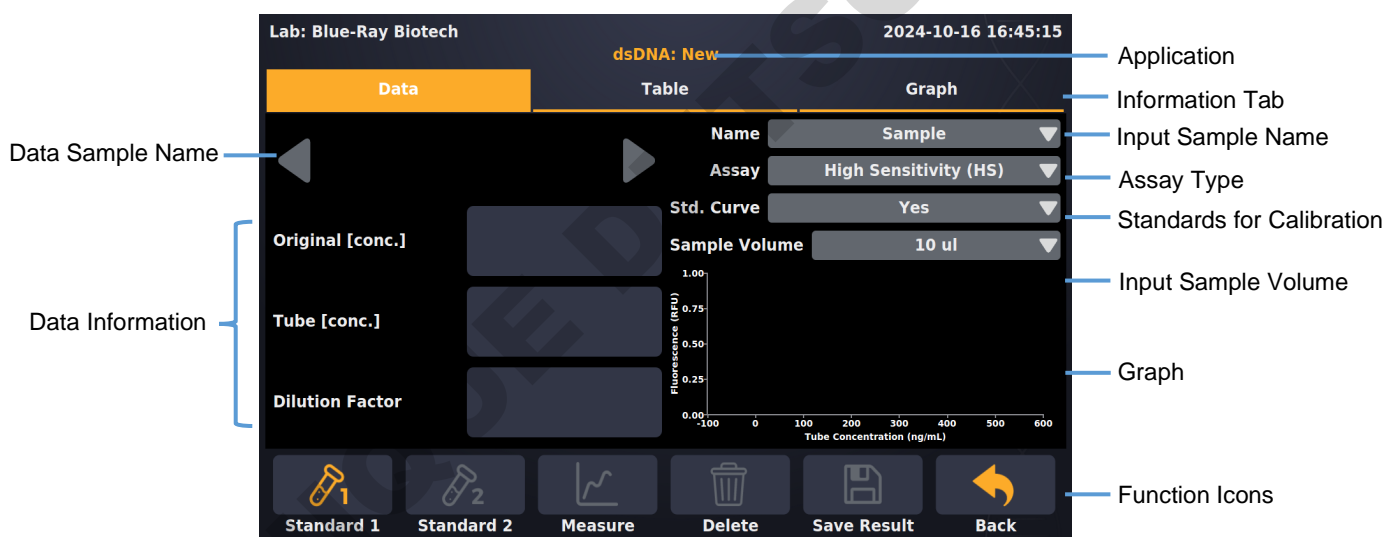 Lab: Blue-Ray Biotech 2024-10-16 16:45:15
dsDNA: New
Application
Data Table Graph
Information Tab
Data Sample Name
Name Sample
Input Sample Name
Assay High Sensitivity (HS)
Assay Type
Std. Curve Yes
Standards for Calibration
Original [conc.]
Sample Volume 10 ul
Input Sample Volume
Data Information
Tube [conc.]
Dilution Factor
1.00
0.75
0.50
0.25
0.00
Fluorescence (RFU)
-100 0 100 200 300 400 500 600
Tube Concentration (ng/mL)
Graph
1 2
Standard 1 Standard 2 Measure Delete Save Result Back
Function Icons